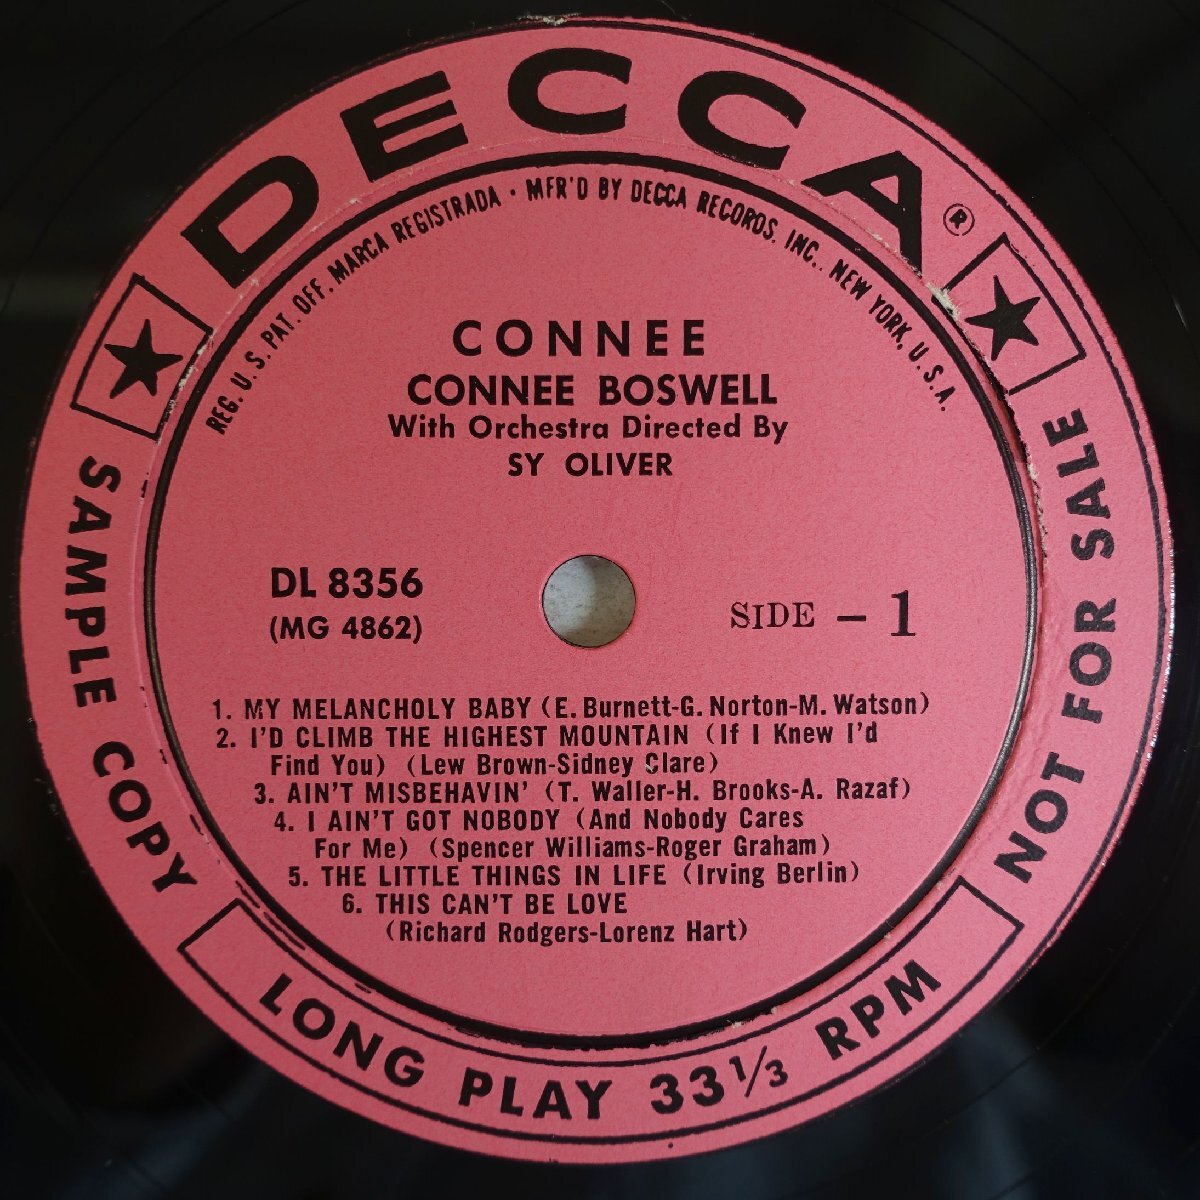 DECCA®
REG. U.S. PAT. OFF. MARCA REGISTRADA • MFR'D BY DECCA RECORDS, INC., NEW YORK, U.S.A.
CONNEE
CONNEE BOSWELL
With Orchestra Directed By
SY OLIVER
DL 8356
(MG 4862)
SIDE - 1
1. MY MELANCHOLY BABY (E. Burnett-G. Norton-M. Watson)
2. I'D CLIMB THE HIGHEST MOUNTAIN (If I Knew I'd
Find You) (Lew Brown-Sidney Clare)
3. AIN'T MISBEHAVIN' (T. Waller-H. Brooks-A. Razaf)
4. I AIN'T GOT NOBODY (And Nobody Cares
For Me) (Spencer Williams-Roger Graham)
5. THE LITTLE THINGS IN LIFE (Irving Berlin)
6. THIS CAN'T BE LOVE
(Richard Rodgers-Lorenz Hart)
SAMPLE COPY
NOT FOR SALE
LONG PLAY 33 1/3 RPM